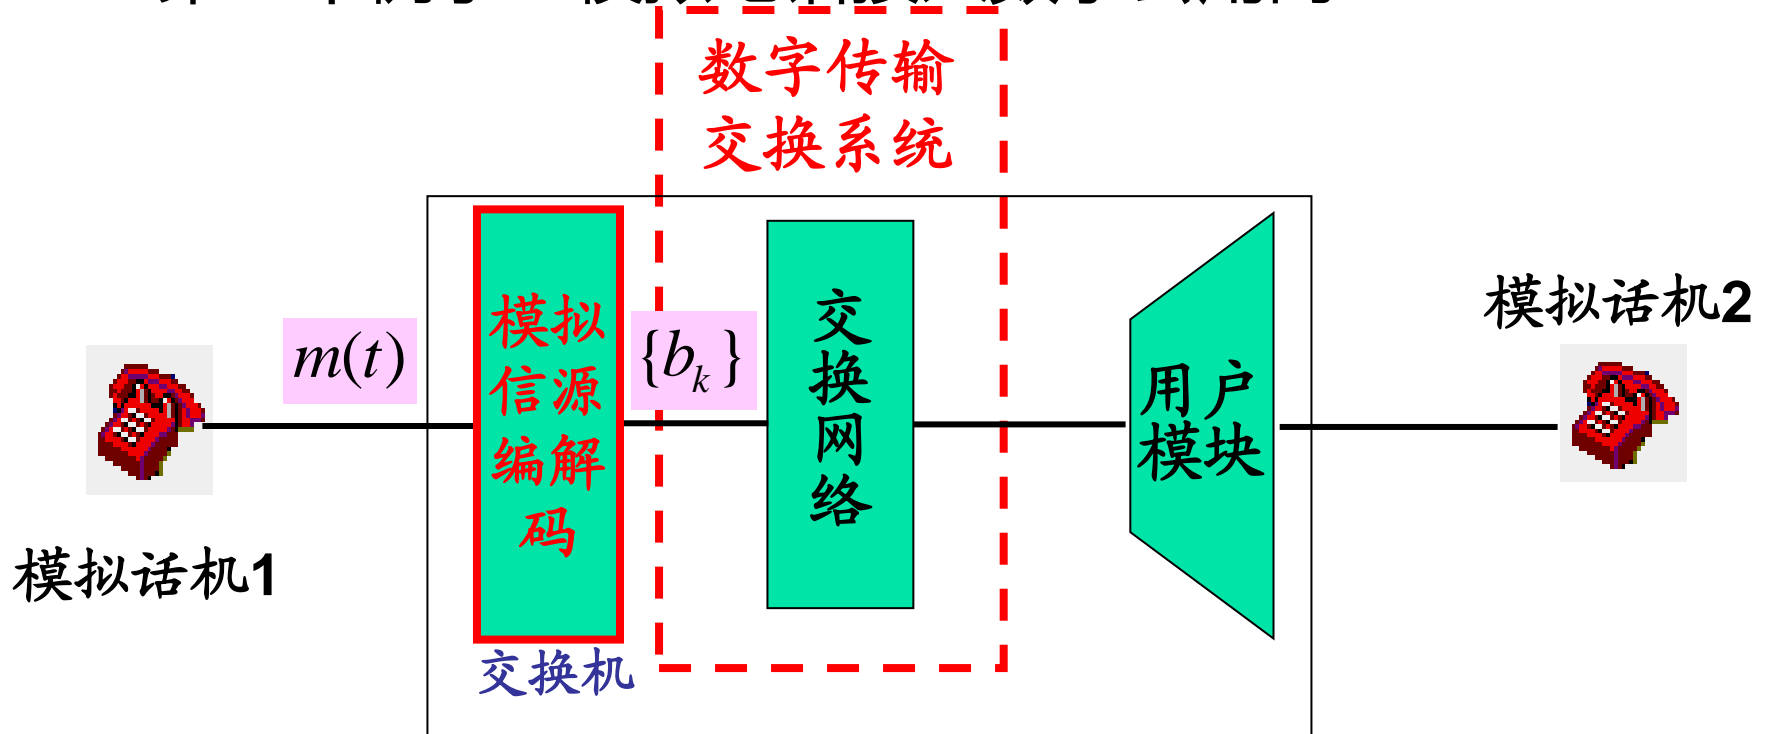 数字传输
交换系统
m(t)
模拟
信源
编解
码
{b_k}
交
换
网
络
用户
模块
模拟话机2
模拟话机1
交换机